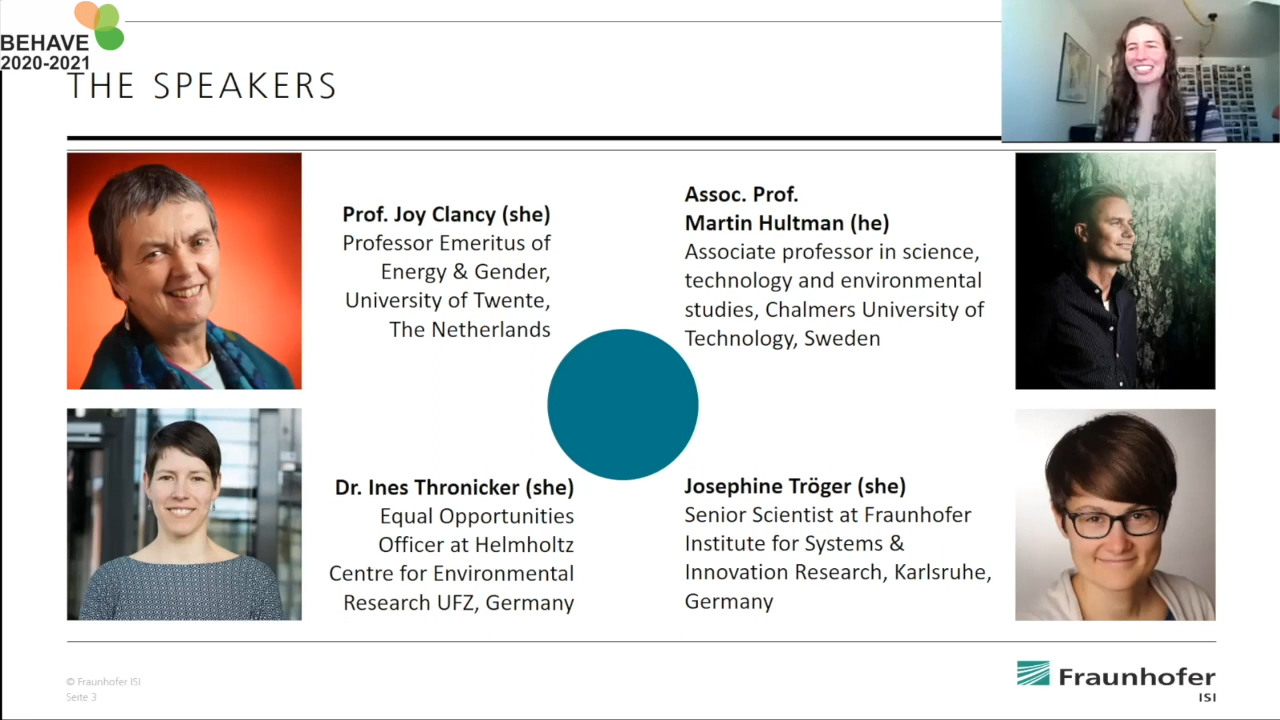 BEHAVE
2020-2021
THE SPEAKERS
Prof. Joy Clancy (she)
Professor Emeritus of
Energy & Gender,
University of Twente,
The Netherlands
Assoc. Prof.
Martin Hultman (he)
Associate professor in science,
technology and environmental
studies, Chalmers University of
Technology, Sweden
Dr. Ines Thronicker (she)
Equal Opportunities
Officer at Helmholtz
Centre for Environmental
Research UFZ, Germany
Josephine Tröger (she)
Senior Scientist at Fraunhofer
Institute for Systems &
Innovation Research, Karlsruhe,
Germany
© Fraunhofer ISI
Seite 3
Fraunhofer
ISI